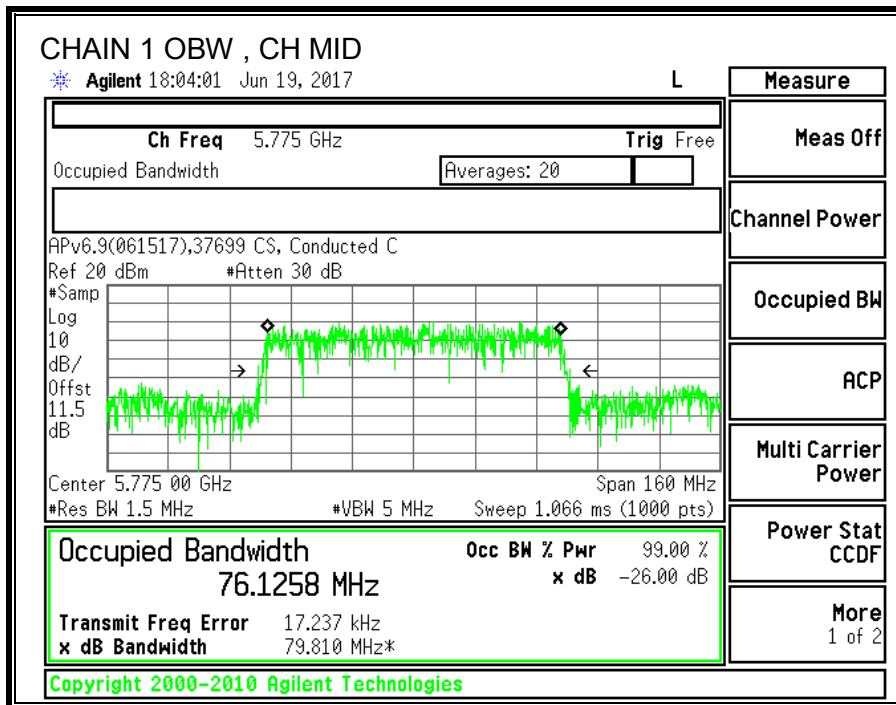 CHAIN 1 OBW , CH MID
Agilent 18:04:01 Jun 19, 2017 L
Measure
Ch Freq 5.775 GHz Trig Free
Occupied Bandwidth Averages: 20
APv6.9(061517),37699 CS, Conducted C
Ref 20 dBm #Atten 30 dB
#Samp
Log
10
dB/
Offst
11.5
dB
Center 5.775 00 GHz Span 160 MHz
#Res BW 1.5 MHz #VBW 5 MHz Sweep 1.066 ms (1000 pts)
Occupied Bandwidth
76.1258 MHz
Occ BW % Pwr 99.00 %
x dB -26.00 dB
Transmit Freq Error 17.237 kHz
x dB Bandwidth 79.810 MHz*
Meas Off
Channel Power
Occupied BW
ACP
Multi Carrier
Power
Power Stat
CCDF
More
1 of 2
Copyright 2000-2010 Agilent Technologies